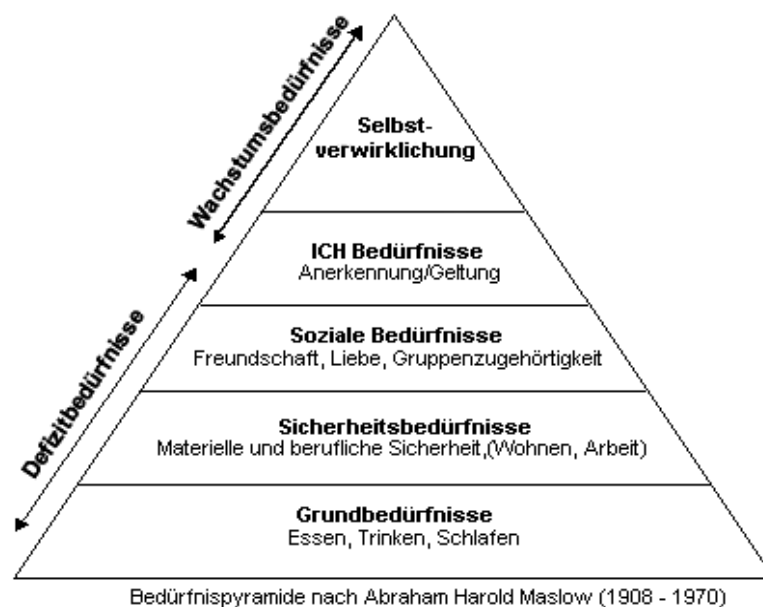 Wachstumsbedürfnisse
Defizitbedürfnisse
Selbst-
verwirklichung
ICH Bedürfnisse
Anerkennung/Geltung
Soziale Bedürfnisse
Freundschaft, Liebe, Gruppenzugehörtigkeit
Sicherheitsbedürfnisse
Materielle und berufliche Sicherheit,(Wohnen, Arbeit)
Grundbedürfnisse
Essen, Trinken, Schlafen
Bedürfnispyramide nach Abraham Harold Maslow (1908 - 1970)